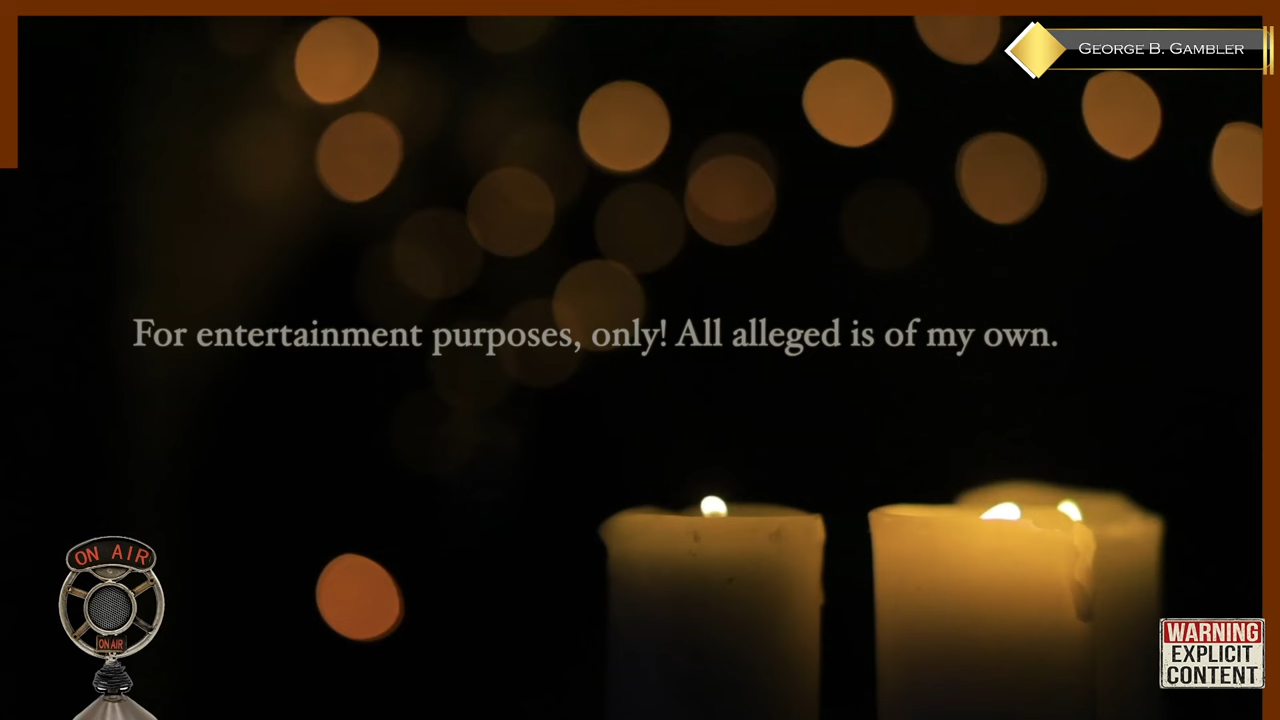 GEORGE B. GAMBLER
For entertainment purposes, only! All alleged is of my own.
ON AIR
ON AIR
WARNING
EXPLICIT
CONTENT